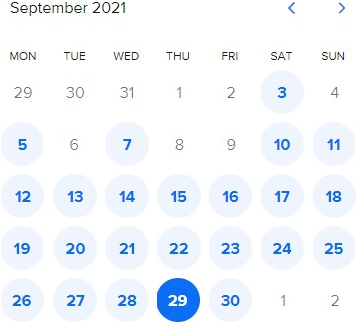 September 2021
MON TUE WED THU FRI SAT SUN
29 30 31 1 2 3 4
5 6 7 8 9 10 11
12 13 14 15 16 17 18
19 20 21 22 23 24 25
26 27 28 29 30 1 2